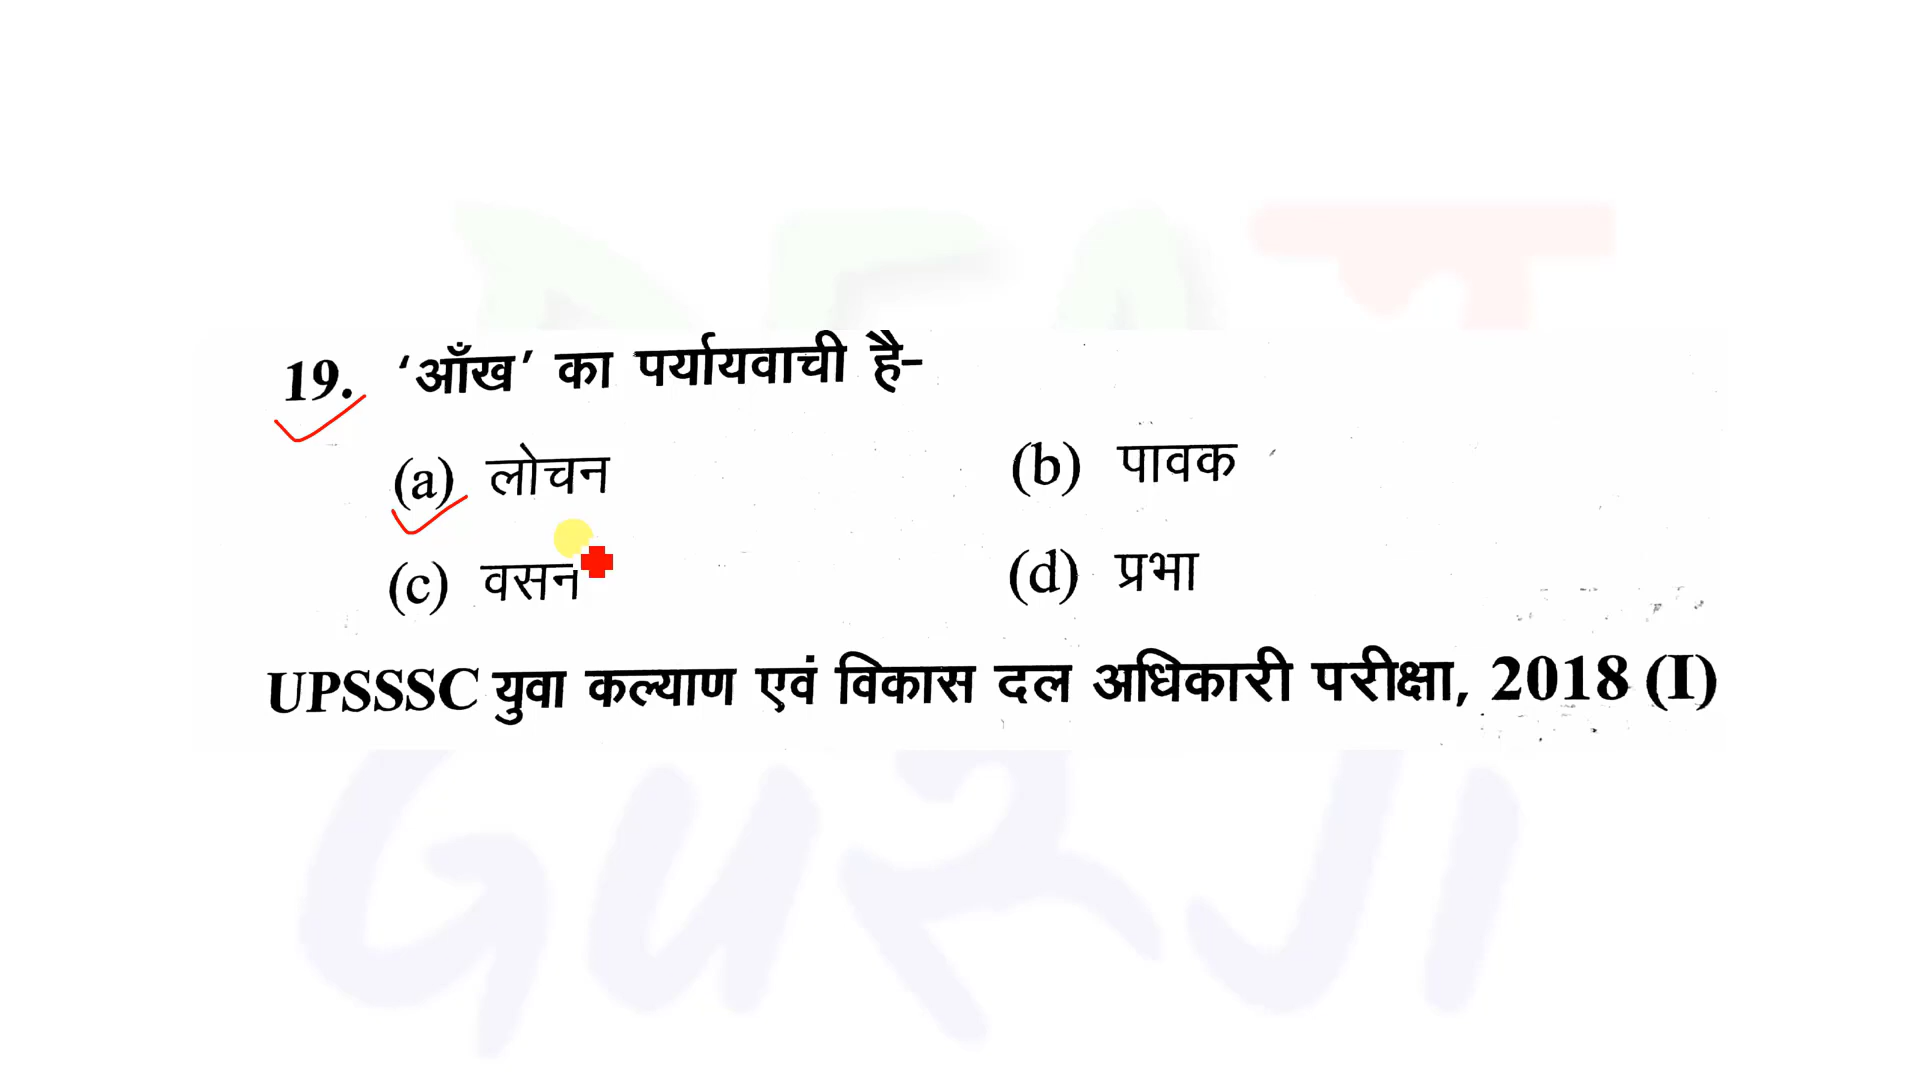 19. ‘आँख’ का पर्यायवाची है-
(a) लोचन (b) पावक
(c) वसन (d) प्रभा
UPSSSC युवा कल्याण एवं विकास दल अधिकारी परीक्षा, 2018 (I)